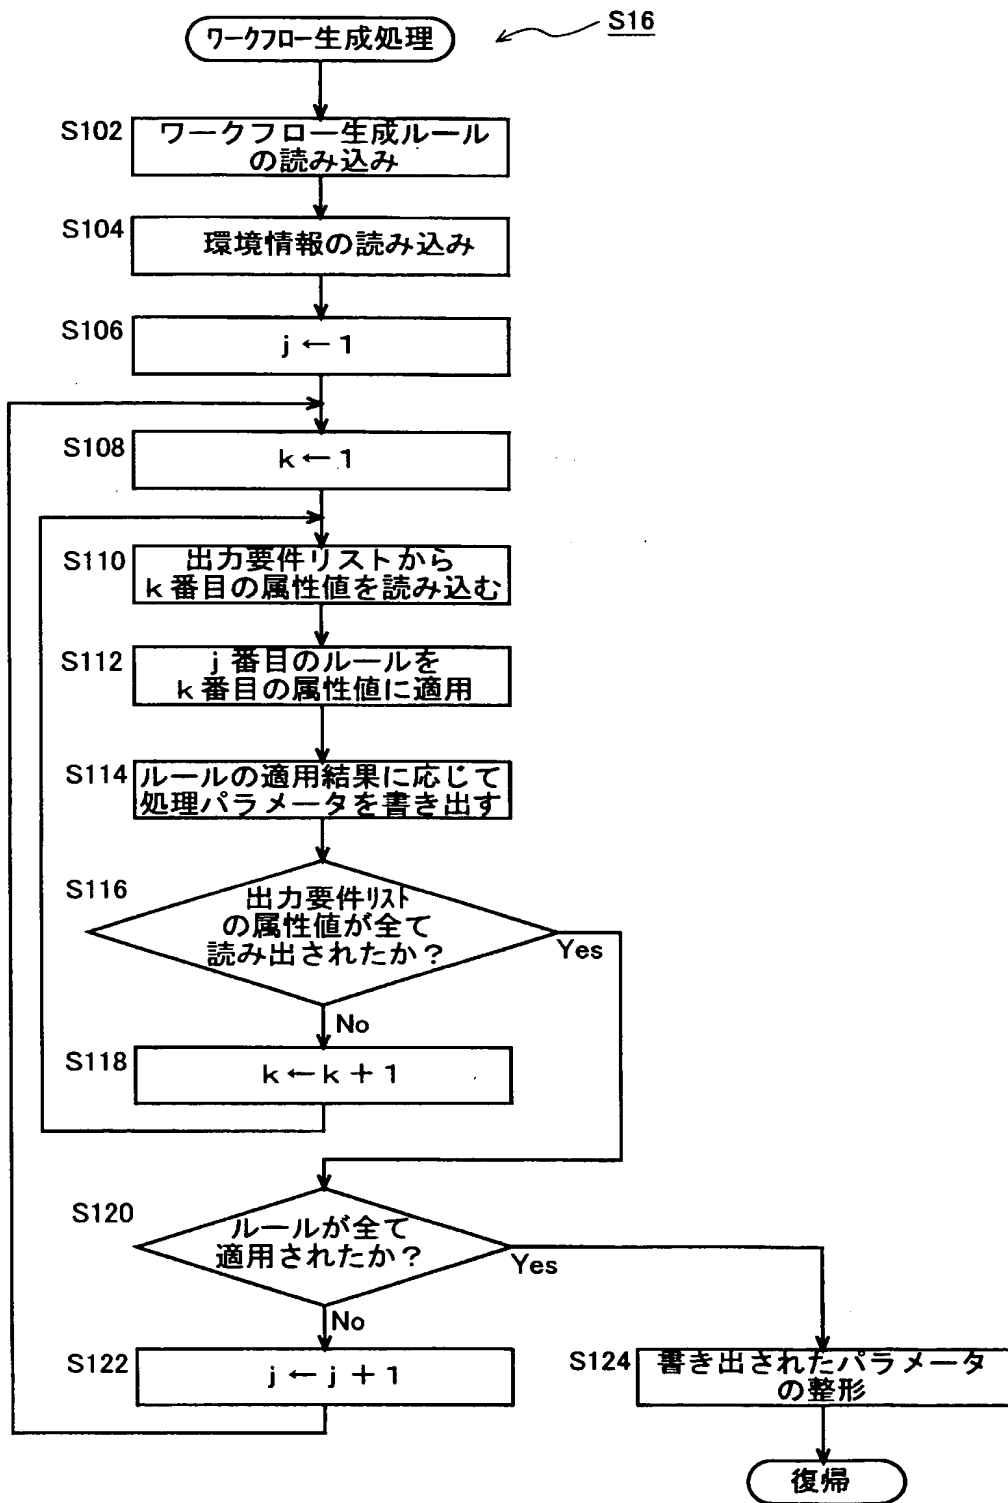 ワークフロー生成処理
S16
S102
ワークフロー生成ルール
の読み込み
S104
環境情報の読み込み
S106
j ← 1
S108
k ← 1
S110
出力要件リストから
k番目の属性値を読み込む
S112
j番目のルールを
k番目の属性値に適用
S114
ルールの適用結果に応じて
処理パラメータを書き出す
S116
出力要件リスト
の属性値が全て
読み出されたか？
Yes
No
S118
k ← k + 1
S120
ルールが全て
適用されたか？
Yes
No
S122
j ← j + 1
S124
書き出されたパラメータ
の整形
復帰